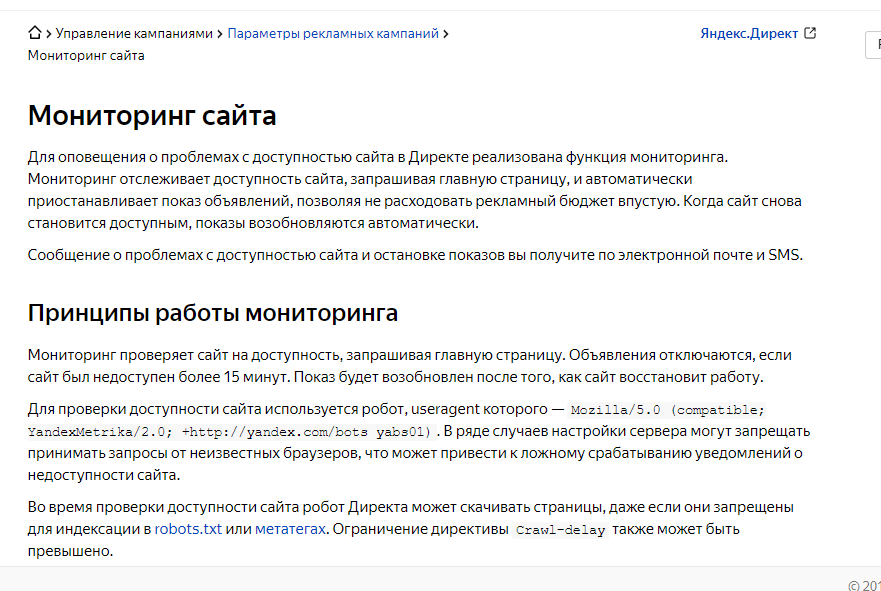 Управление кампаниями > Параметры рекламных кампаний > Яндекс.Директ
Мониторинг сайта
Мониторинг сайта
Для оповещения о проблемах с доступностью сайта в Директе реализована функция мониторинга.
Мониторинг отслеживает доступность сайта, запрашивая главную страницу, и автоматически
приостанавливает показ объявлений, позволяя не расходовать рекламный бюджет впустую. Когда сайт снова
становится доступным, показы возобновляются автоматически.
Сообщение о проблемах с доступностью сайта и остановке показов вы получите по электронной почте и SMS.
Принципы работы мониторинга
Мониторинг проверяет сайт на доступность, запрашивая главную страницу. Объявления отключаются, если
сайт был недоступен более 15 минут. Показ будет возобновлен после того, как сайт восстановит работу.
Для проверки доступности сайта используется робот, useragent которого — Mozilla/5.0 (compatible;
YandexMetrika/2.0; +http://yandex.com/bots yabs01). В ряде случаев настройки сервера могут запрещать
принимать запросы от неизвестных браузеров, что может привести к ложному срабатыванию уведомлений о
недоступности сайта.
Во время проверки доступности сайта робот Директа может скачивать страницы, даже если они запрещены
для индексации в robots.txt или метатегах. Ограничение директивы Crawl-delay также может быть
превышено.
© 201